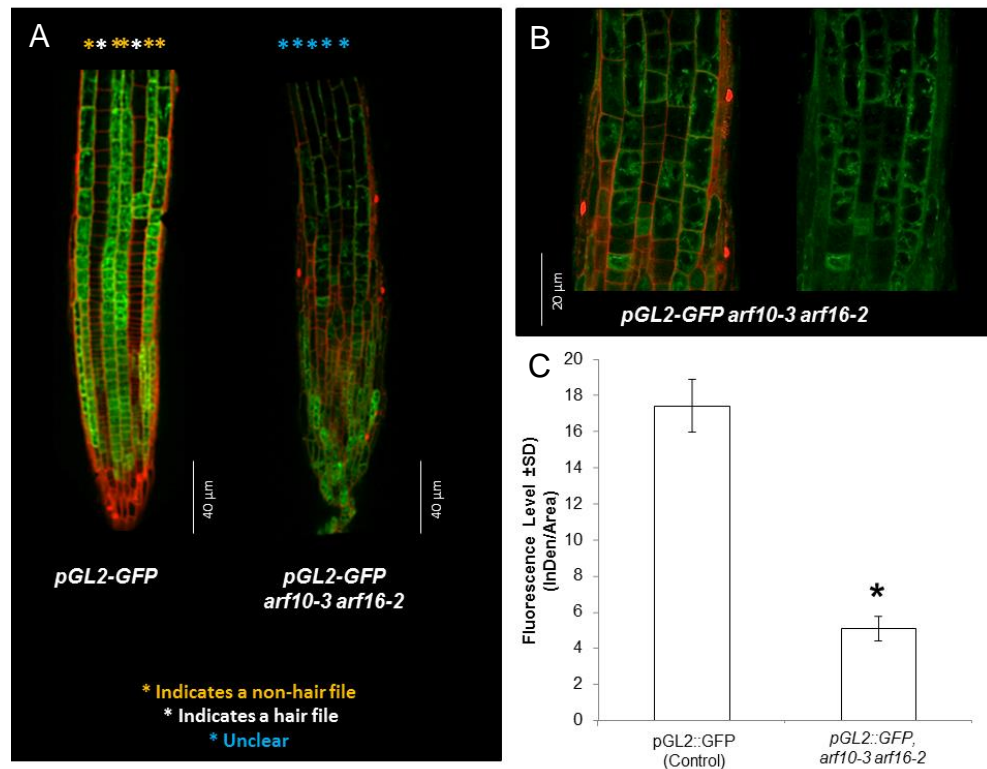 A
* * ** * **
*****
40 µm
40 µm
pGL2-GFP
pGL2-GFP
arf10-3 arf16-2
* Indicates a non-hair file
* Indicates a hair file
* Unclear
B
20 µm
pGL2-GFP arf10-3 arf16-2
C
Fluorescence Level ±SD
(InDen/Area)
20
18
16
14
12
10
8
6
4
2
0
*
pGL2::GFP
(Control)
pGL2::GFP,
arf10-3 arf16-2